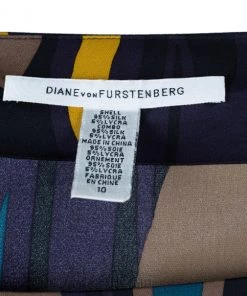 DIANE VON FURSTENBERG
SHELL
95% SILK
5% LYCRA
COMBO
95% SILK
5% LYCRA
MADE IN CHINA
95% SOIE
5% LYCRA
ORNEMENT
95% SOIE
5% LYCRA
FABRIQUE
EN CHINE
10